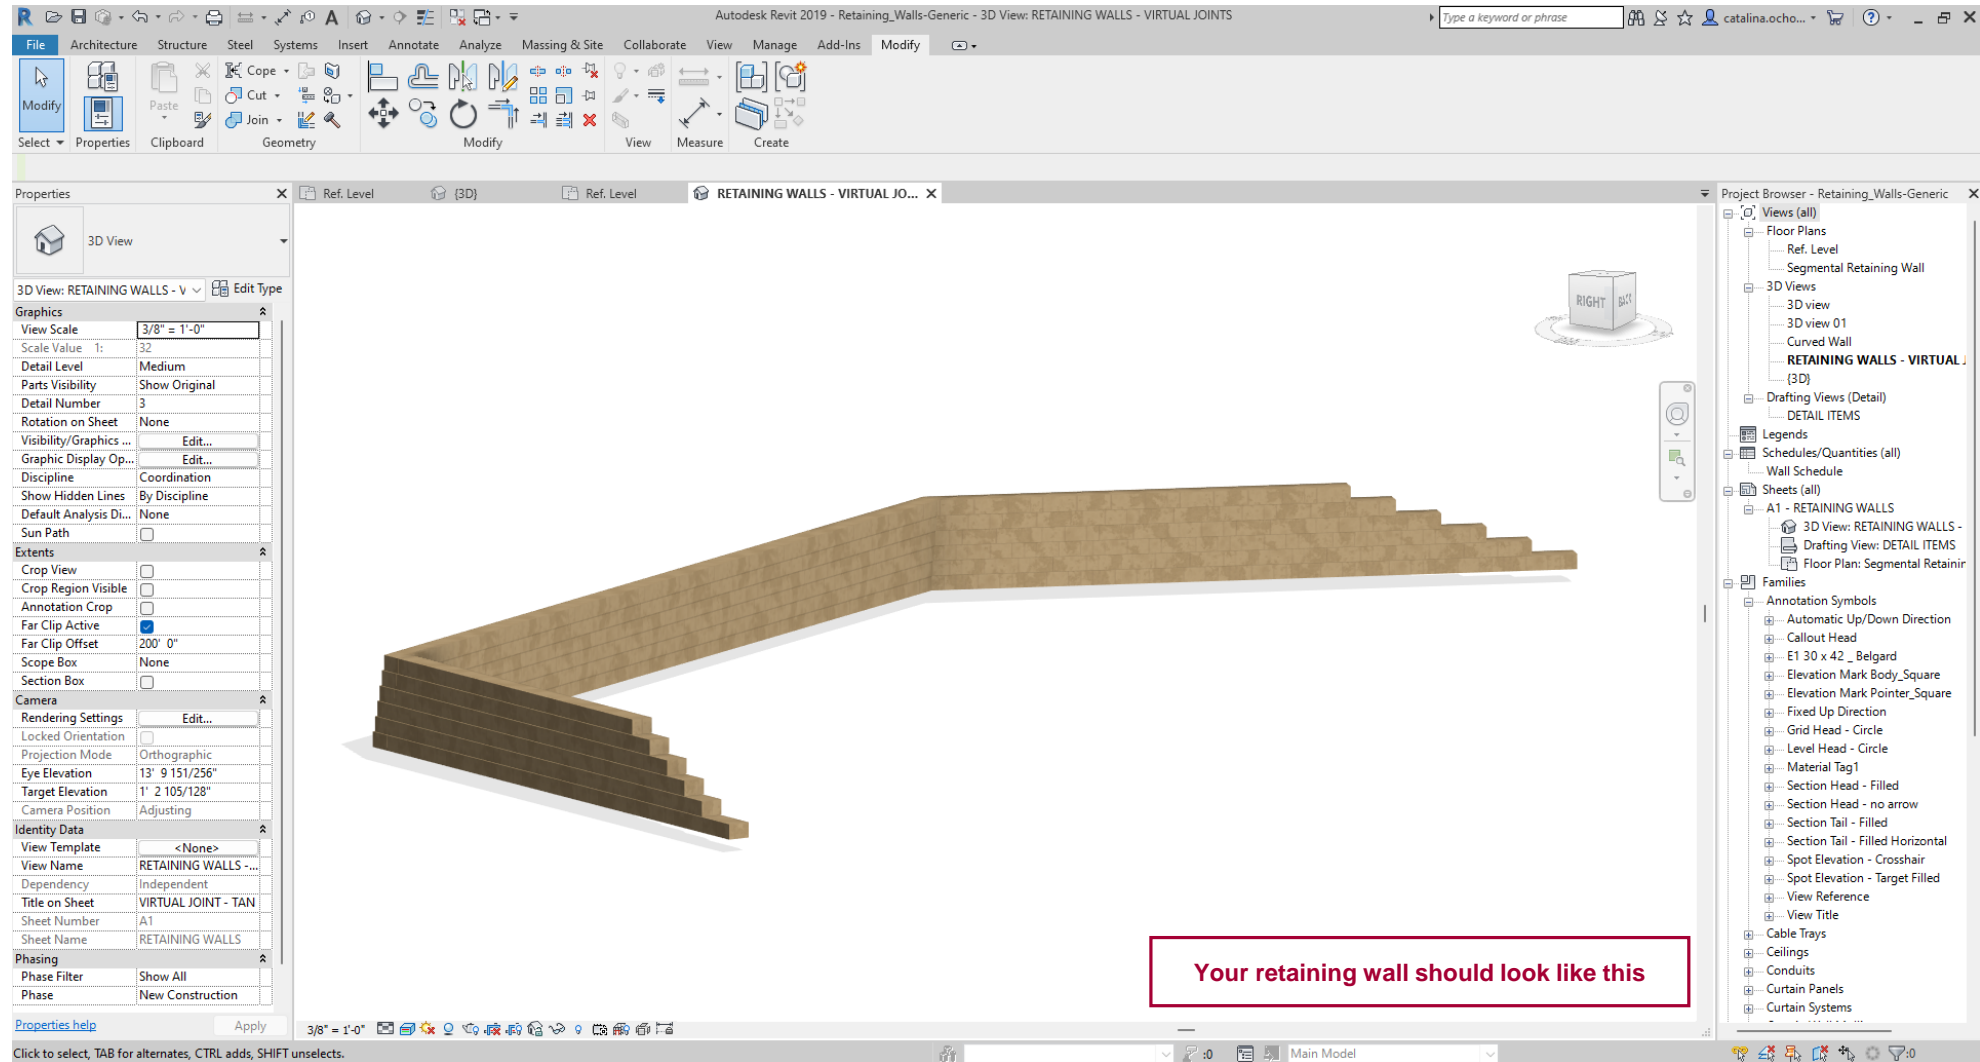 Autodesk Revit 2019 - Retaining_Walls-Generic - 3D View: RETAINING WALLS - VIRTUAL JOINTS
Type a keyword or phrase
catalina.ocho...
File Architecture Structure Steel Systems Insert Annotate Analyze Massing & Site Collaborate View Manage Add-Ins Modify
Modify
Paste
Cope
Cut
Join
Select Properties Clipboard Geometry Modify View Measure Create
Properties
Ref. Level {3D} Ref. Level RETAINING WALLS - VIRTUAL JO...
3D View
3D View: RETAINING WALLS - V Edit Type
Graphics
View Scale 3/8" = 1'-0"
Scale Value 1: 32
Detail Level Medium
Parts Visibility Show Original
Detail Number 3
Rotation on Sheet None
Visibility/Graphics ... Edit...
Graphic Display Op... Edit...
Discipline Coordination
Show Hidden Lines By Discipline
Default Analysis Di... None
Sun Path
Extents
Crop View
Crop Region Visible
Annotation Crop
Far Clip Active
Far Clip Offset 200' 0"
Scope Box None
Section Box
Camera
Rendering Settings Edit...
Locked Orientation
Projection Mode Orthographic
Eye Elevation 13' 9 151/256"
Target Elevation 1' 2 105/128"
Camera Position Adjusting
Identity Data
View Template <None>
View Name RETAINING WALLS -...
Dependency Independent
Title on Sheet VIRTUAL JOINT - TAN
Sheet Number A1
Sheet Name RETAINING WALLS
Phasing
Phase Filter Show All
Phase New Construction
Properties help Apply
RIGHT BACK
Your retaining wall should look like this
3/8" = 1'-0"
Project Browser - Retaining_Walls-Generic
Views (all)
Floor Plans
Ref. Level
Segmental Retaining Wall
3D Views
3D view
3D view 01
Curved Wall
RETAINING WALLS - VIRTUAL J
{3D}
Drafting Views (Detail)
DETAIL ITEMS
Legends
Schedules/Quantities (all)
Wall Schedule
Sheets (all)
A1 - RETAINING WALLS
3D View: RETAINING WALLS -
Drafting View: DETAIL ITEMS
Floor Plan: Segmental Retainin
Families
Annotation Symbols
Automatic Up/Down Direction
Callout Head
E1 30 x 42 _ Belgard
Elevation Mark Body_Square
Elevation Mark Pointer_Square
Fixed Up Direction
Grid Head - Circle
Level Head - Circle
Material Tag1
Section Head - Filled
Section Head - no arrow
Section Tail - Filled
Section Tail - Filled Horizontal
Spot Elevation - Crosshair
Spot Elevation - Target Filled
View Reference
View Title
Cable Trays
Ceilings
Conduits
Curtain Panels
Curtain Systems
Click to select, TAB for alternates, CTRL adds, SHIFT unselects.
:0 Main Model :0